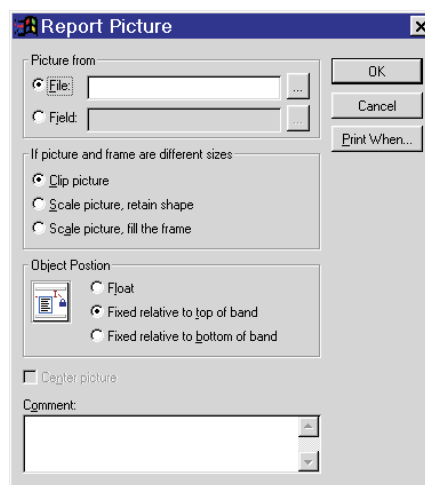 Report Picture
Picture from
File:
...
Field:
...
OK
Cancel
Print When...
If picture and frame are different sizes
Clip picture
Scale picture, retain shape
Scale picture, fill the frame
Object Postion
Float
Fixed relative to top of band
Fixed relative to bottom of band
Center picture
Comment: